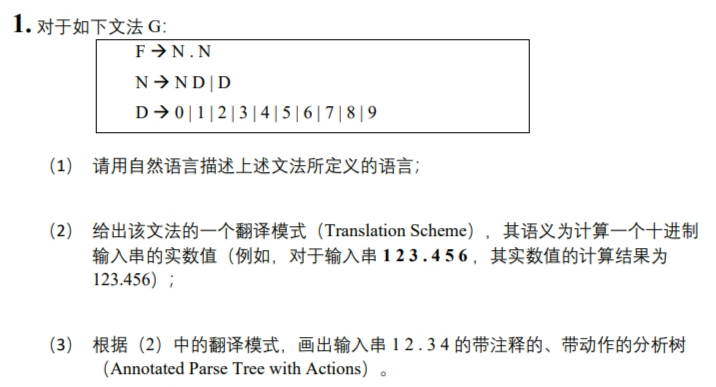 1. 对于如下文法 G:
F → N . N
N → N D | D
D → 0 | 1 | 2 | 3 | 4 | 5 | 6 | 7 | 8 | 9
（1） 请用自然语言描述上述文法所定义的语言；
（2） 给出该文法的一个翻译模式（Translation Scheme），其语义为计算一个十进制
输入串的实数值（例如，对于输入串 1 2 3 . 4 5 6，其实数值的计算结果为
123.456）；
（3） 根据（2）中的翻译模式，画出输入串 1 2 . 3 4 的带注释的、带动作的分析树
（Annotated Parse Tree with Actions）。